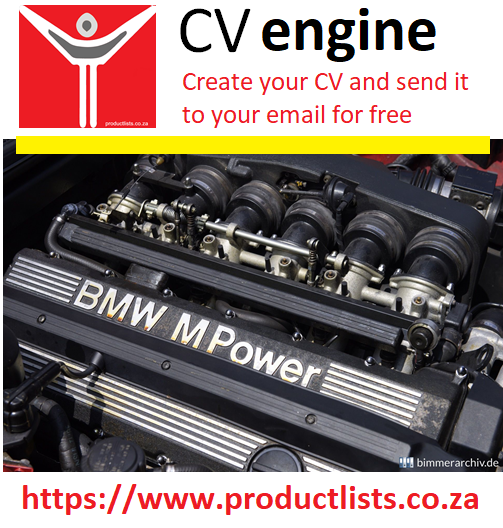 CV engine
Create your CV and send it
to your email for free
productlists.co.za
BMW M Power
bimmerarchiv.de
https://www.productlists.co.za